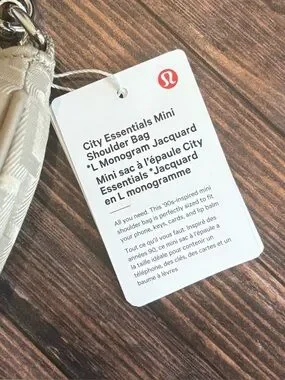 City Essentials Mini
Shoulder Bag
*L Monogram Jacquard
Mini sac à l'épaule City
Essentials *Jacquard
en L monogramme
All you need. This '90s-inspired mini
shoulder bag is perfectly sized to fit
your phone, keys, cards, and lip balm
Tout ce qu'il vous faut. Inspiré des
années 90, ce mini sac à l'épaule a
la taille idéale pour contenir un
téléphone, des clés, des cartes et un
baume à lèvres